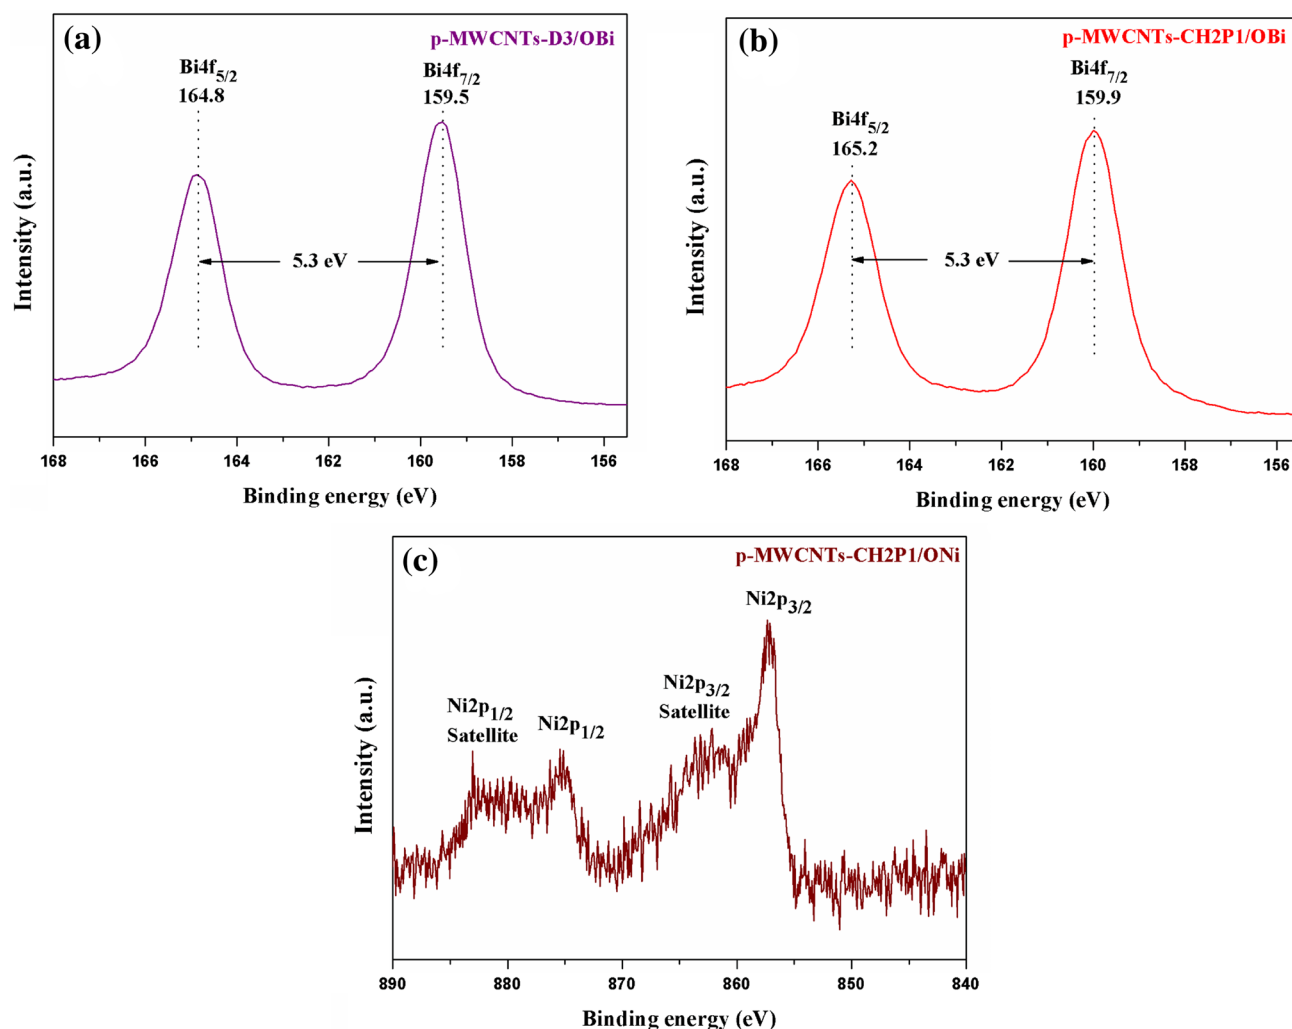 (a)
p-MWCNTs-D3/OBi
Bi4f5/2
164.8
Bi4f7/2
159.5
5.3 eV
Intensity (a.u.)
168 166 164 162 160 158 156
Binding energy (eV)
(b)
p-MWCNTs-CH2P1/OBi
Bi4f5/2
165.2
Bi4f7/2
159.9
5.3 eV
Intensity (a.u.)
168 166 164 162 160 158 156
Binding energy (eV)
(c)
p-MWCNTs-CH2P1/ONi
Ni2p1/2
Satellite
Ni2p1/2
Ni2p3/2
Satellite
Ni2p3/2
Intensity (a.u.)
890 880 870 860 850 840
Binding energy (eV)